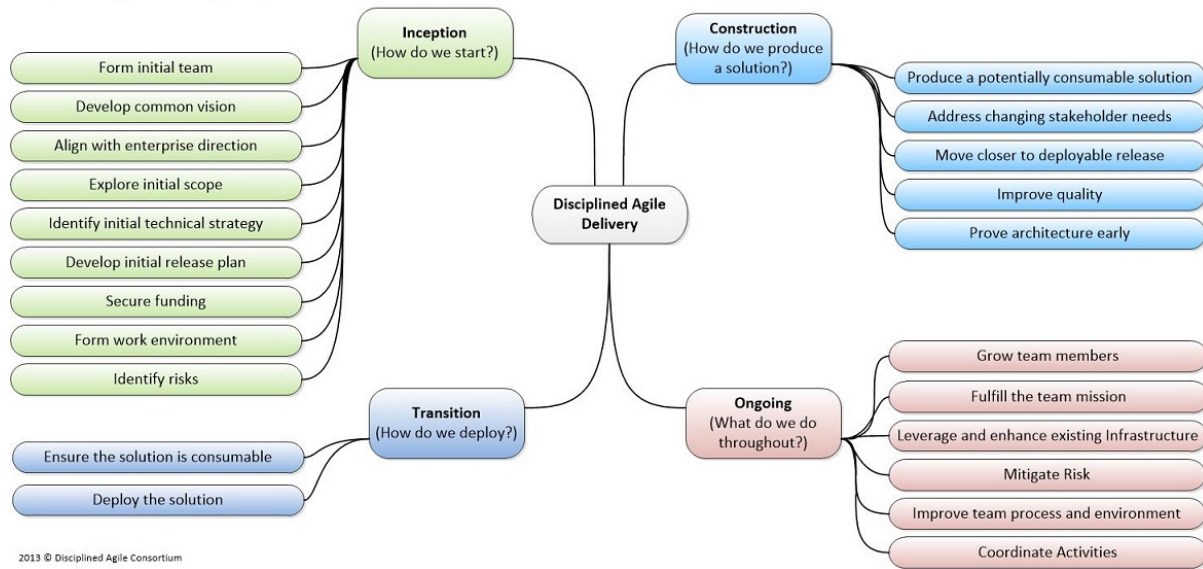 Inception
(How do we start?)
Form initial team
Develop common vision
Align with enterprise direction
Explore initial scope
Identify initial technical strategy
Develop initial release plan
Secure funding
Form work environment
Identify risks
Construction
(How do we produce
a solution?)
Produce a potentially consumable solution
Address changing stakeholder needs
Move closer to deployable release
Improve quality
Prove architecture early
Disciplined Agile
Delivery
Transition
(How do we deploy?)
Ensure the solution is consumable
Deploy the solution
Ongoing
(What do we do
throughout?)
Grow team members
Fulfill the team mission
Leverage and enhance existing Infrastructure
Mitigate Risk
Improve team process and environment
Coordinate Activities
2013 © Disciplined Agile Consortium